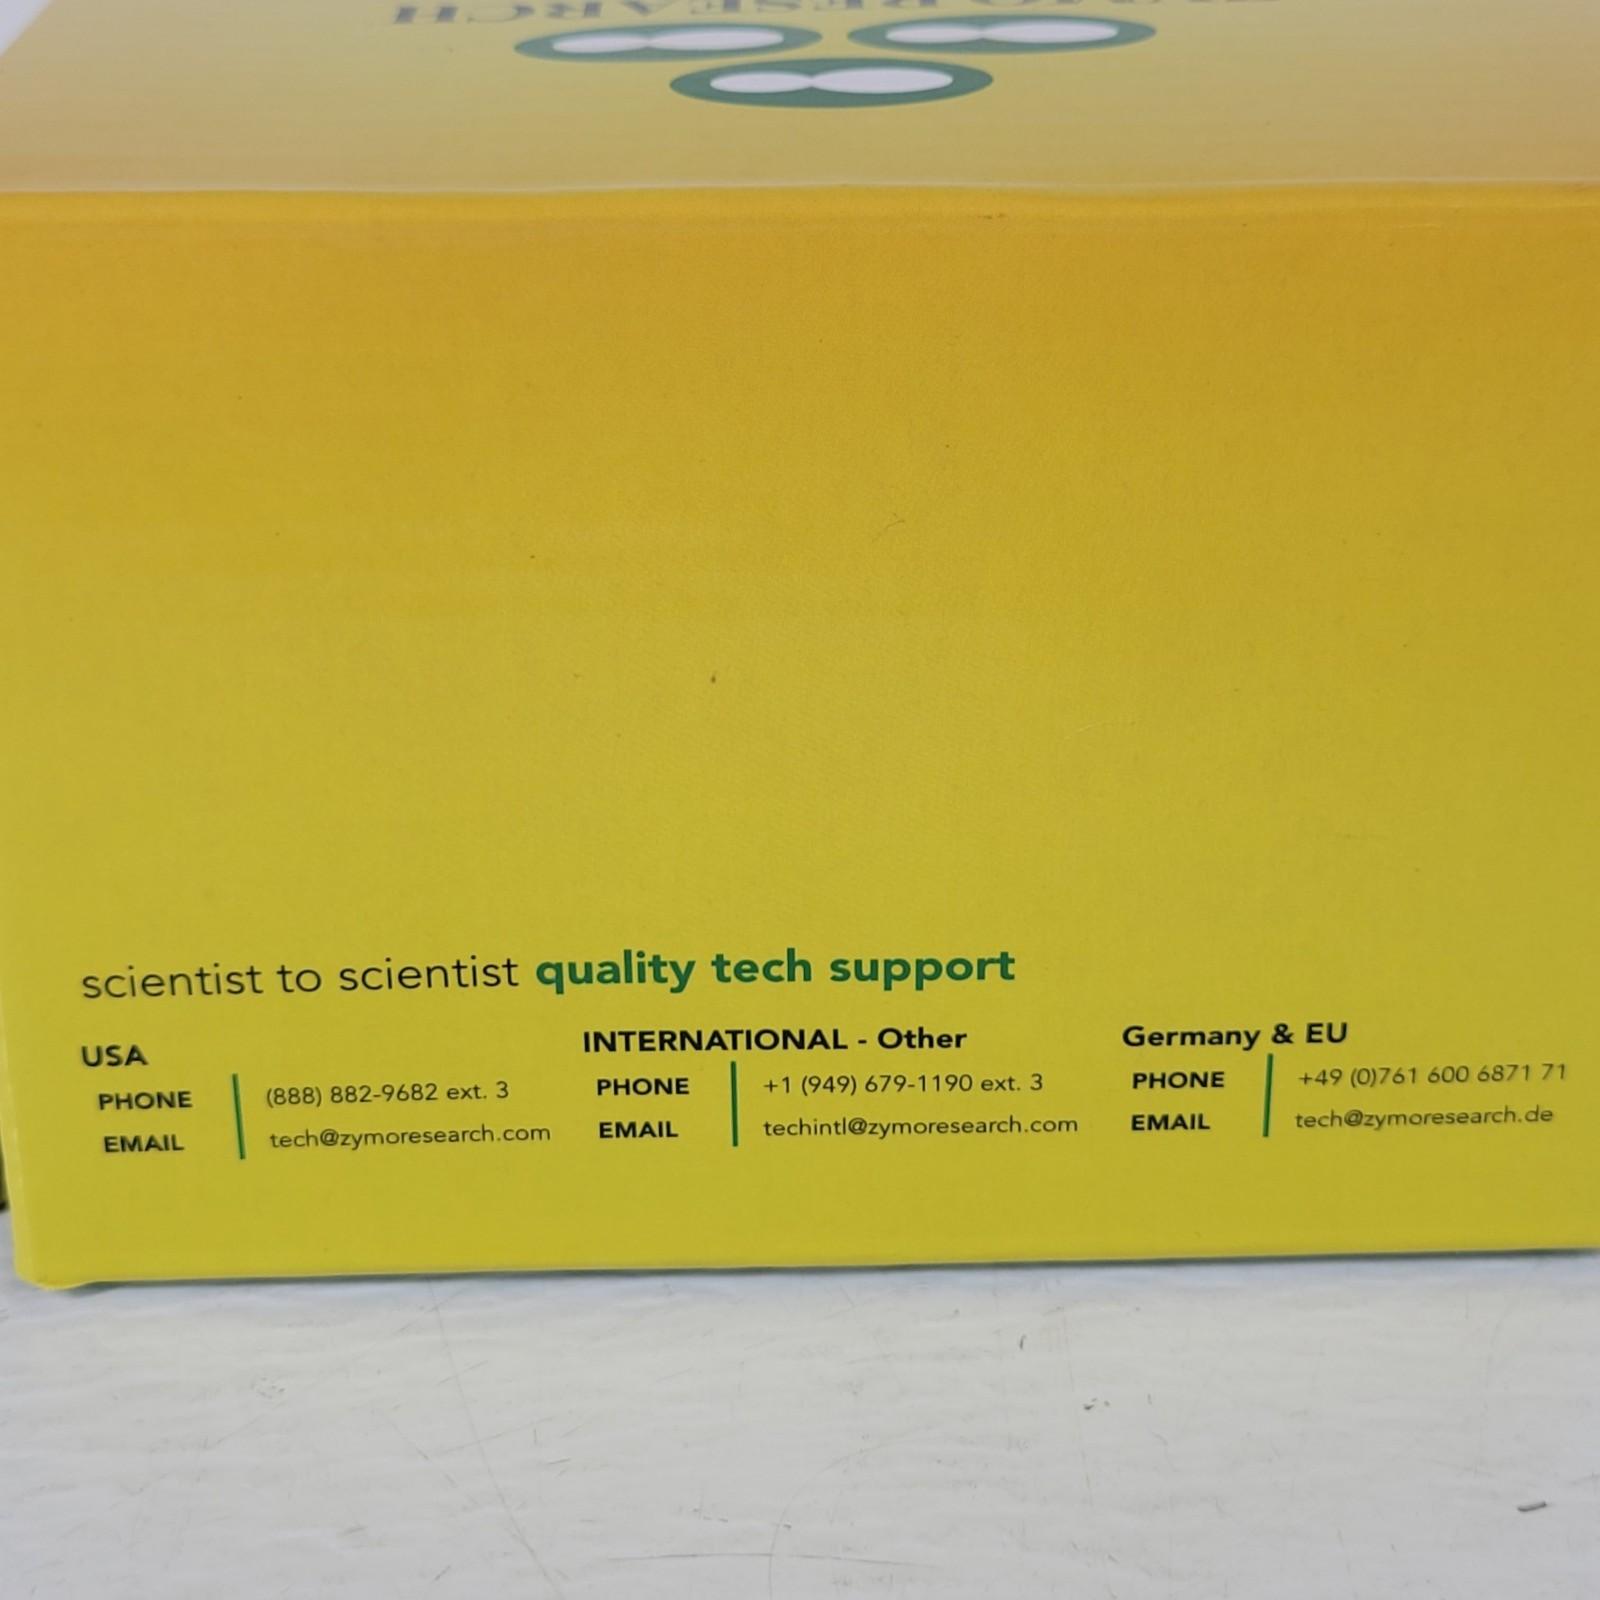 ZYMO RESEARCH
scientist to scientist quality tech support
USA
PHONE (888) 882-9682 ext. 3
EMAIL tech@zymoresearch.com
INTERNATIONAL - Other
PHONE +1 (949) 679-1190 ext. 3
EMAIL techintl@zymoresearch.com
Germany & EU
PHONE +49 (0)761 600 6871 71
EMAIL tech@zymoresearch.de